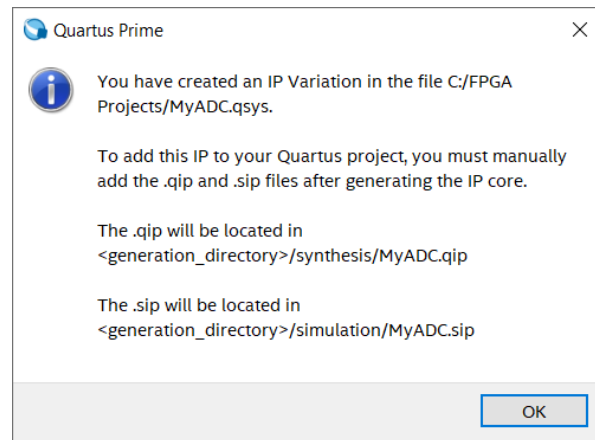 Quartus Prime
You have created an IP Variation in the file C:/FPGA
Projects/MyADC.qsys.
To add this IP to your Quartus project, you must manually
add the .qip and .sip files after generating the IP core.
The .qip will be located in
<generation_directory>/synthesis/MyADC.qip
The .sip will be located in
<generation_directory>/simulation/MyADC.sip
OK